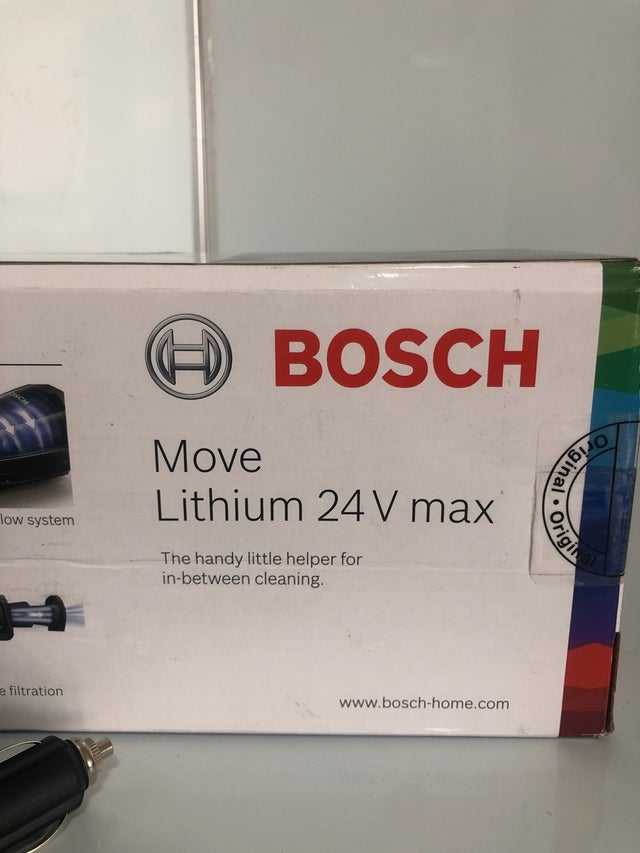 BOSCH
Move
Lithium 24 V max
The handy little helper for
in-between cleaning.
low system
e filtration
www.bosch-home.com
Original • Original